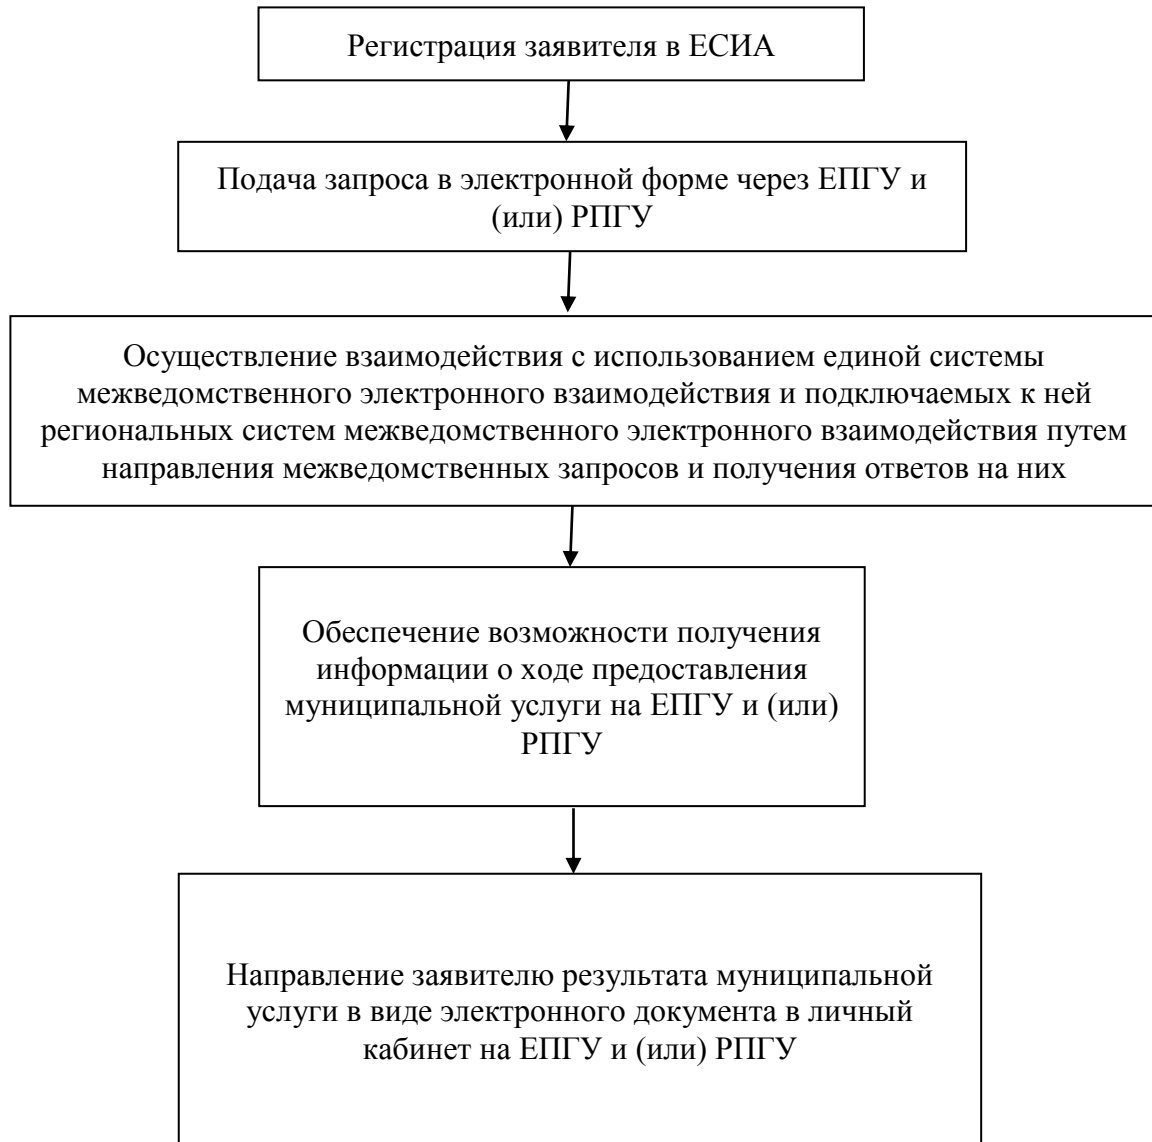 Регистрация заявителя в ЕСИА
Подача запроса в электронной форме через ЕПГУ и
(или) РПГУ
Осуществление взаимодействия с использованием единой системы
межведомственного электронного взаимодействия и подключаемых к ней
региональных систем межведомственного электронного взаимодействия путем
направления межведомственных запросов и получения ответов на них
Обеспечение возможности получения
информации о ходе предоставления
муниципальной услуги на ЕПГУ и (или)
РПГУ
Направление заявителю результата муниципальной
услуги в виде электронного документа в личный
кабинет на ЕПГУ и (или) РПГУ